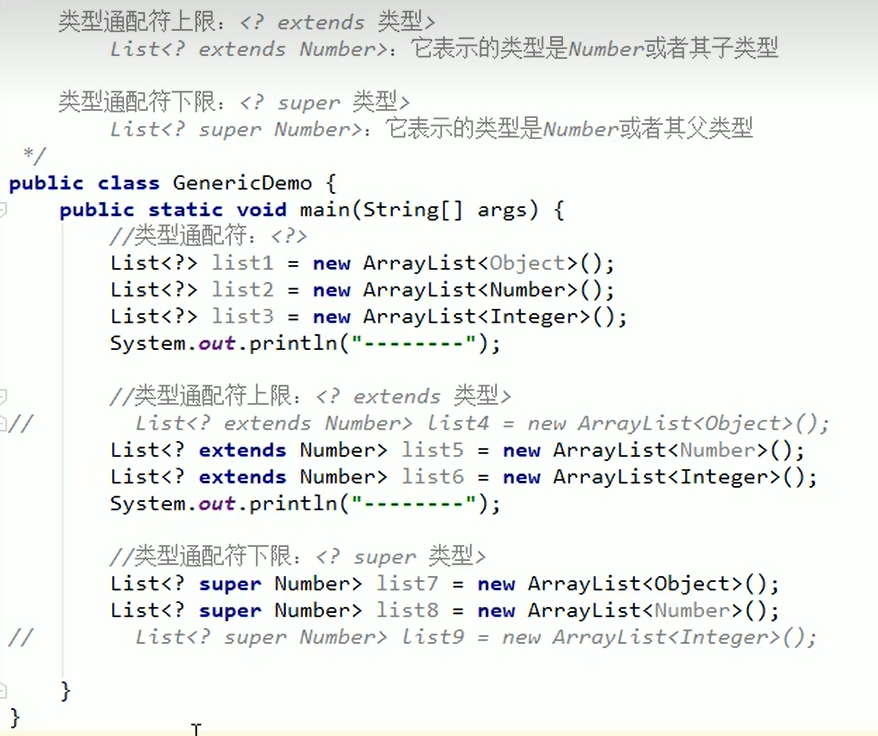 类型通配符上限：<? extends 类型>
List<? extends Number>：它表示的类型是Number或者其子类型
类型通配符下限：<? super 类型>
List<? super Number>：它表示的类型是Number或者其父类型
*/
public class GenericDemo {
public static void main(String[] args) {
//类型通配符：<?>
List<?> list1 = new ArrayList<Object>();
List<?> list2 = new ArrayList<Number>();
List<?> list3 = new ArrayList<Integer>();
System.out.println("--------");
//类型通配符上限：<? extends 类型>
// List<? extends Number> list4 = new ArrayList<Object>();
List<? extends Number> list5 = new ArrayList<Number>();
List<? extends Number> list6 = new ArrayList<Integer>();
System.out.println("--------");
//类型通配符下限：<? super 类型>
List<? super Number> list7 = new ArrayList<Object>();
List<? super Number> list8 = new ArrayList<Number>();
// List<? super Number> list9 = new ArrayList<Integer>();
}
}